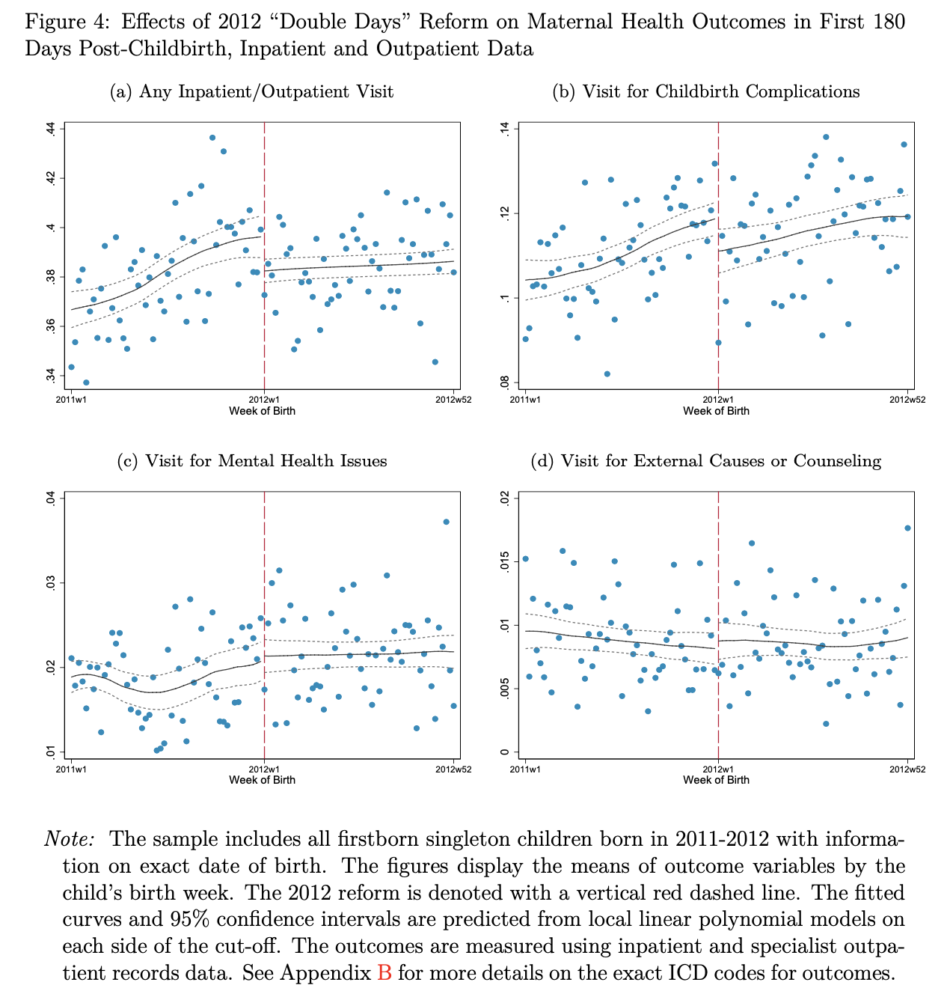 Figure 4: Effects of 2012 “Double Days” Reform on Maternal Health Outcomes in First 180
Days Post-Childbirth, Inpatient and Outpatient Data
(a) Any Inpatient/Outpatient Visit
.44
.42
.4
.38
.36
.34
2011w1
2012w1
2012w52
Week of Birth
(b) Visit for Childbirth Complications
.14
.12
.1
.08
2011w1
2012w1
2012w52
Week of Birth
(c) Visit for Mental Health Issues
.04
.03
.02
.01
2011w1
2012w1
2012w52
Week of Birth
(d) Visit for External Causes or Counseling
.02
.015
.01
.005
0
2011w1
2012w1
2012w52
Week of Birth
Note: The sample includes all firstborn singleton children born in 2011-2012 with informa-
tion on exact date of birth. The figures display the means of outcome variables by the
child’s birth week. The 2012 reform is denoted with a vertical red dashed line. The fitted
curves and 95% confidence intervals are predicted from local linear polynomial models on
each side of the cut-off. The outcomes are measured using inpatient and specialist outpa-
tient records data. See Appendix B for more details on the exact ICD codes for outcomes.